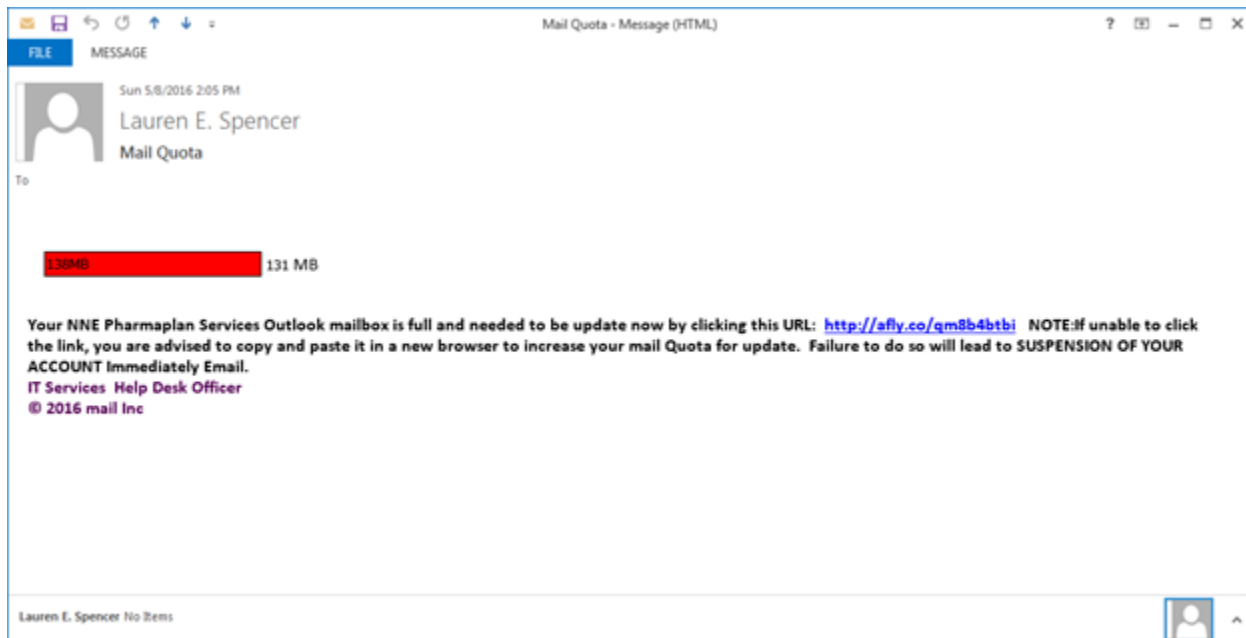 Mail Quota - Message (HTML)
FILE MESSAGE
Sun 5/8/2016 2:05 PM
Lauren E. Spencer
Mail Quota
To
138MB 131 MB
Your NNE Pharmaplan Services Outlook mailbox is full and needed to be update now by clicking this URL: http://afly.co/qm8b4btbi NOTE:If unable to click
the link, you are advised to copy and paste it in a new browser to increase your mail Quota for update. Failure to do so will lead to SUSPENSION OF YOUR
ACCOUNT Immediately Email.
IT Services Help Desk Officer
© 2016 mail Inc
Lauren E. Spencer No Items